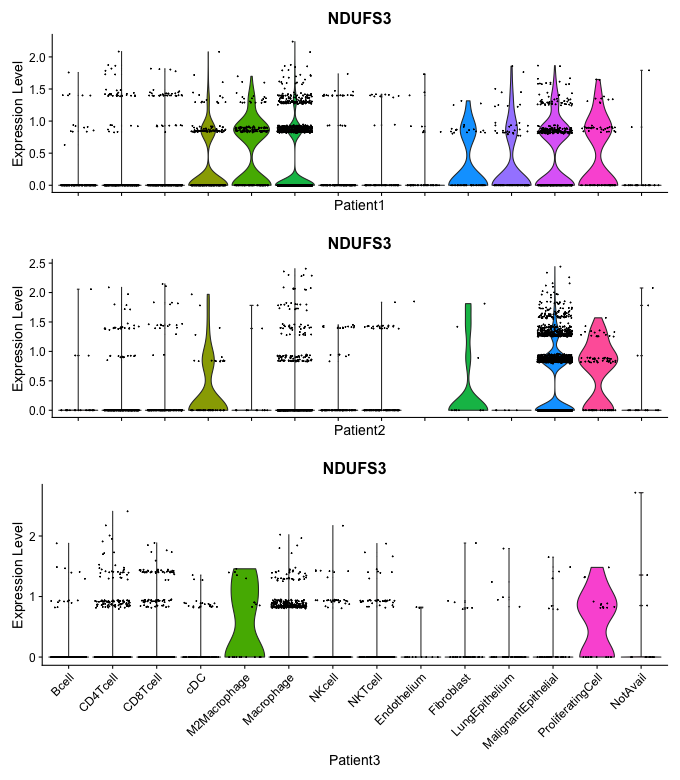 NDUFS3
Expression Level
2.0
1.5
1.0
0.5
0.0
Patient1
NDUFS3
Expression Level
2.5
2.0
1.5
1.0
0.5
0.0
Patient2
NDUFS3
Expression Level
2
1
0
Bcell
CD4Tcell
CD8Tcell
cDC
M2Macrophage
Macrophage
NKcell
NKTcell
Endothelium
Fibroblast
LungEpithelium
MalignantEpithelial
ProliferatingCell
NotAvail
Patient3